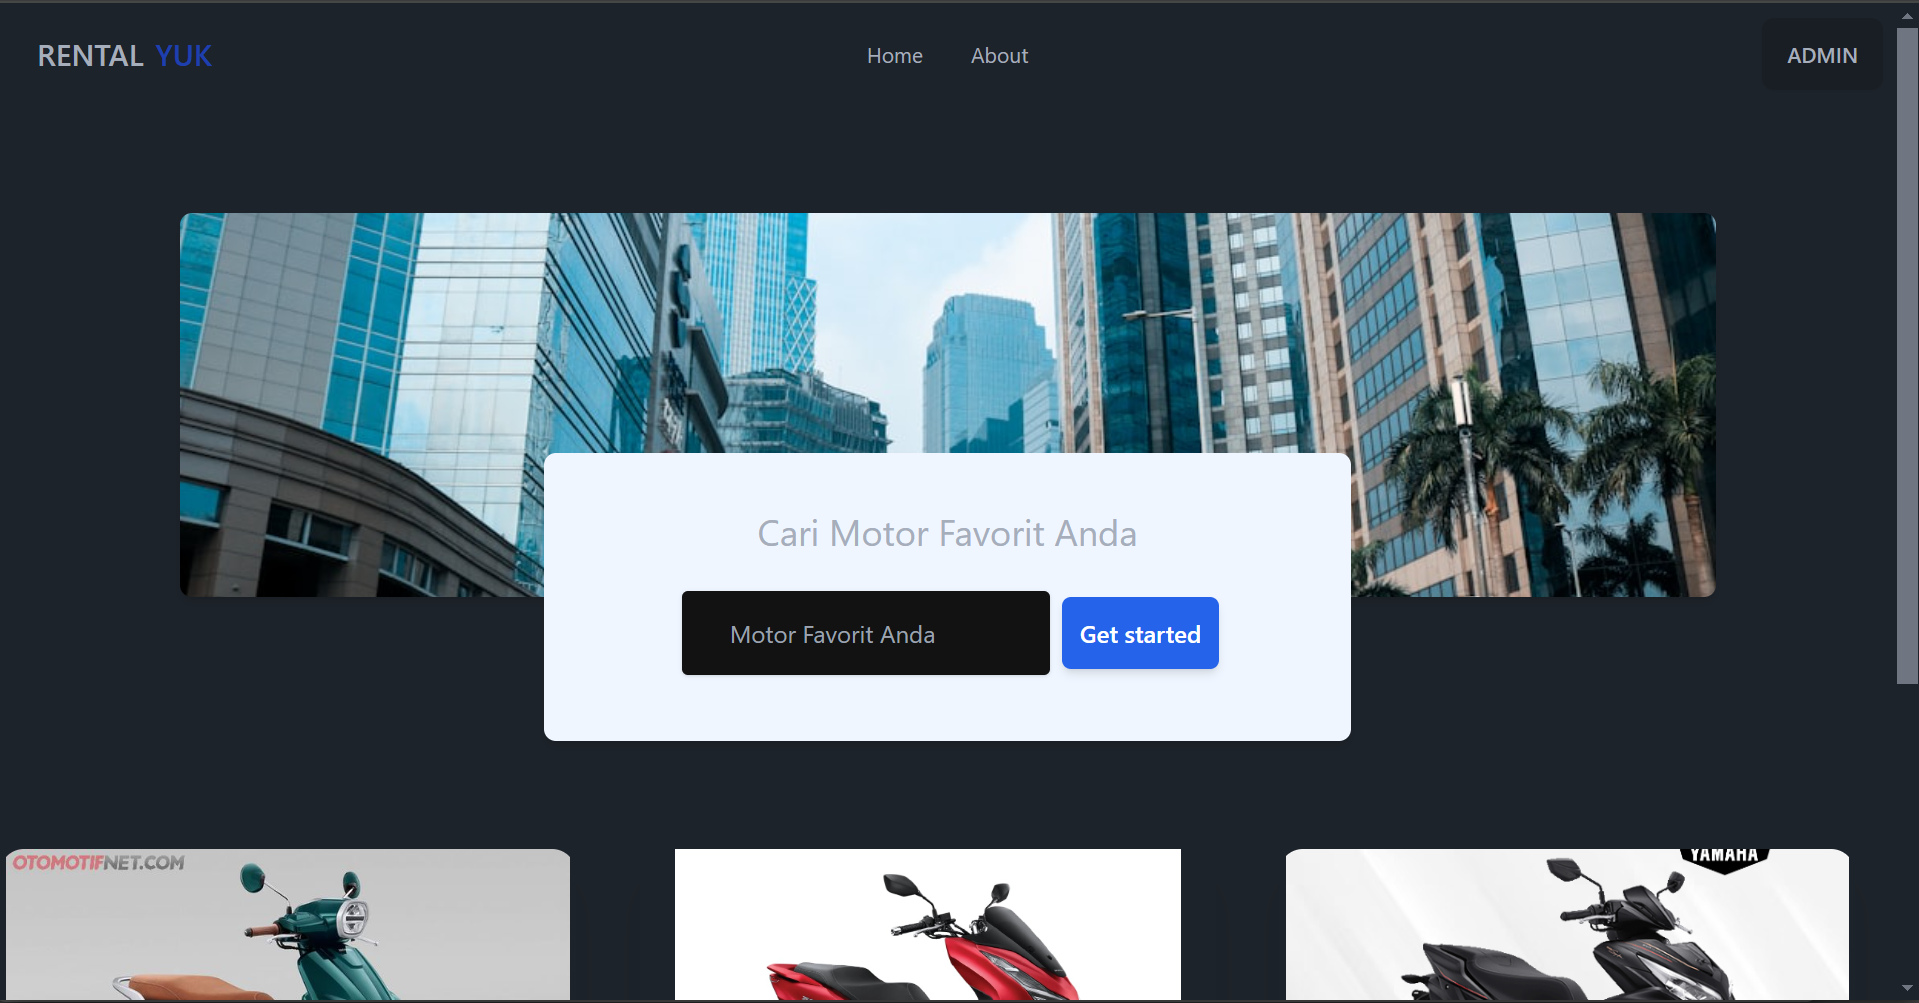 RENTAL YUK
Home
About
ADMIN
Cari Motor Favorit Anda
Motor Favorit Anda
Get started
OTOMOTIFNET.COM
YAMAHA